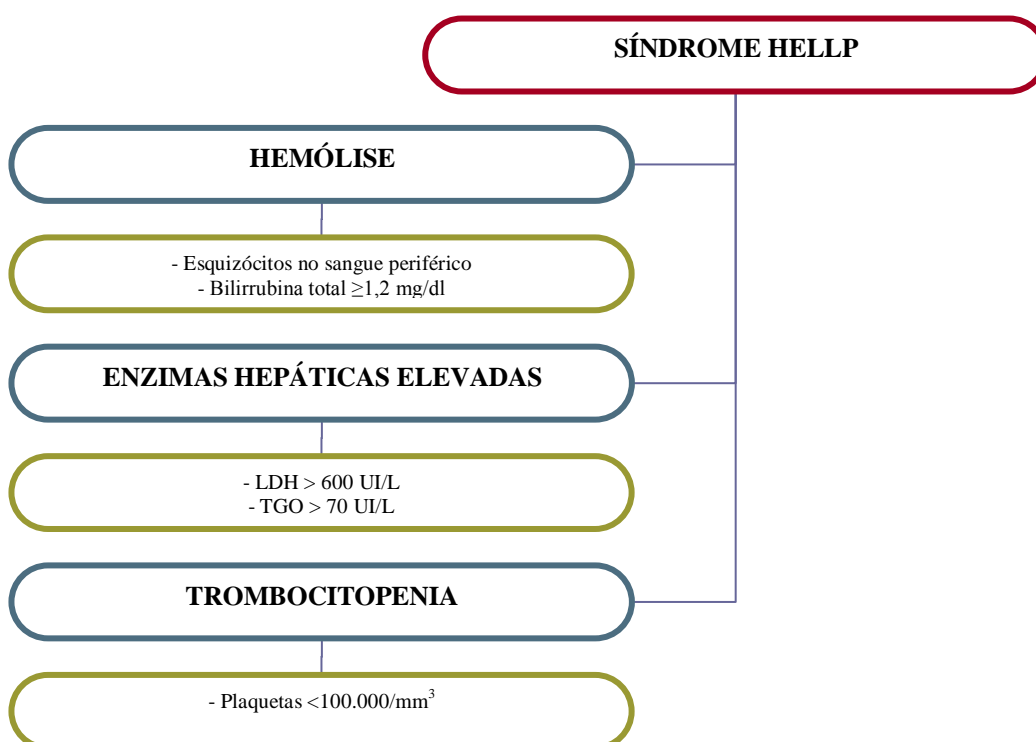 SÍNDROME HELLP
HEMÓLISE
- Esquizócitos no sangue periférico
- Bilirrubina total ≥1,2 mg/dl
ENZIMAS HEPÁTICAS ELEVADAS
- LDH > 600 UI/L
- TGO > 70 UI/L
TROMBOCITOPENIA
- Plaquetas <100.000/mm³